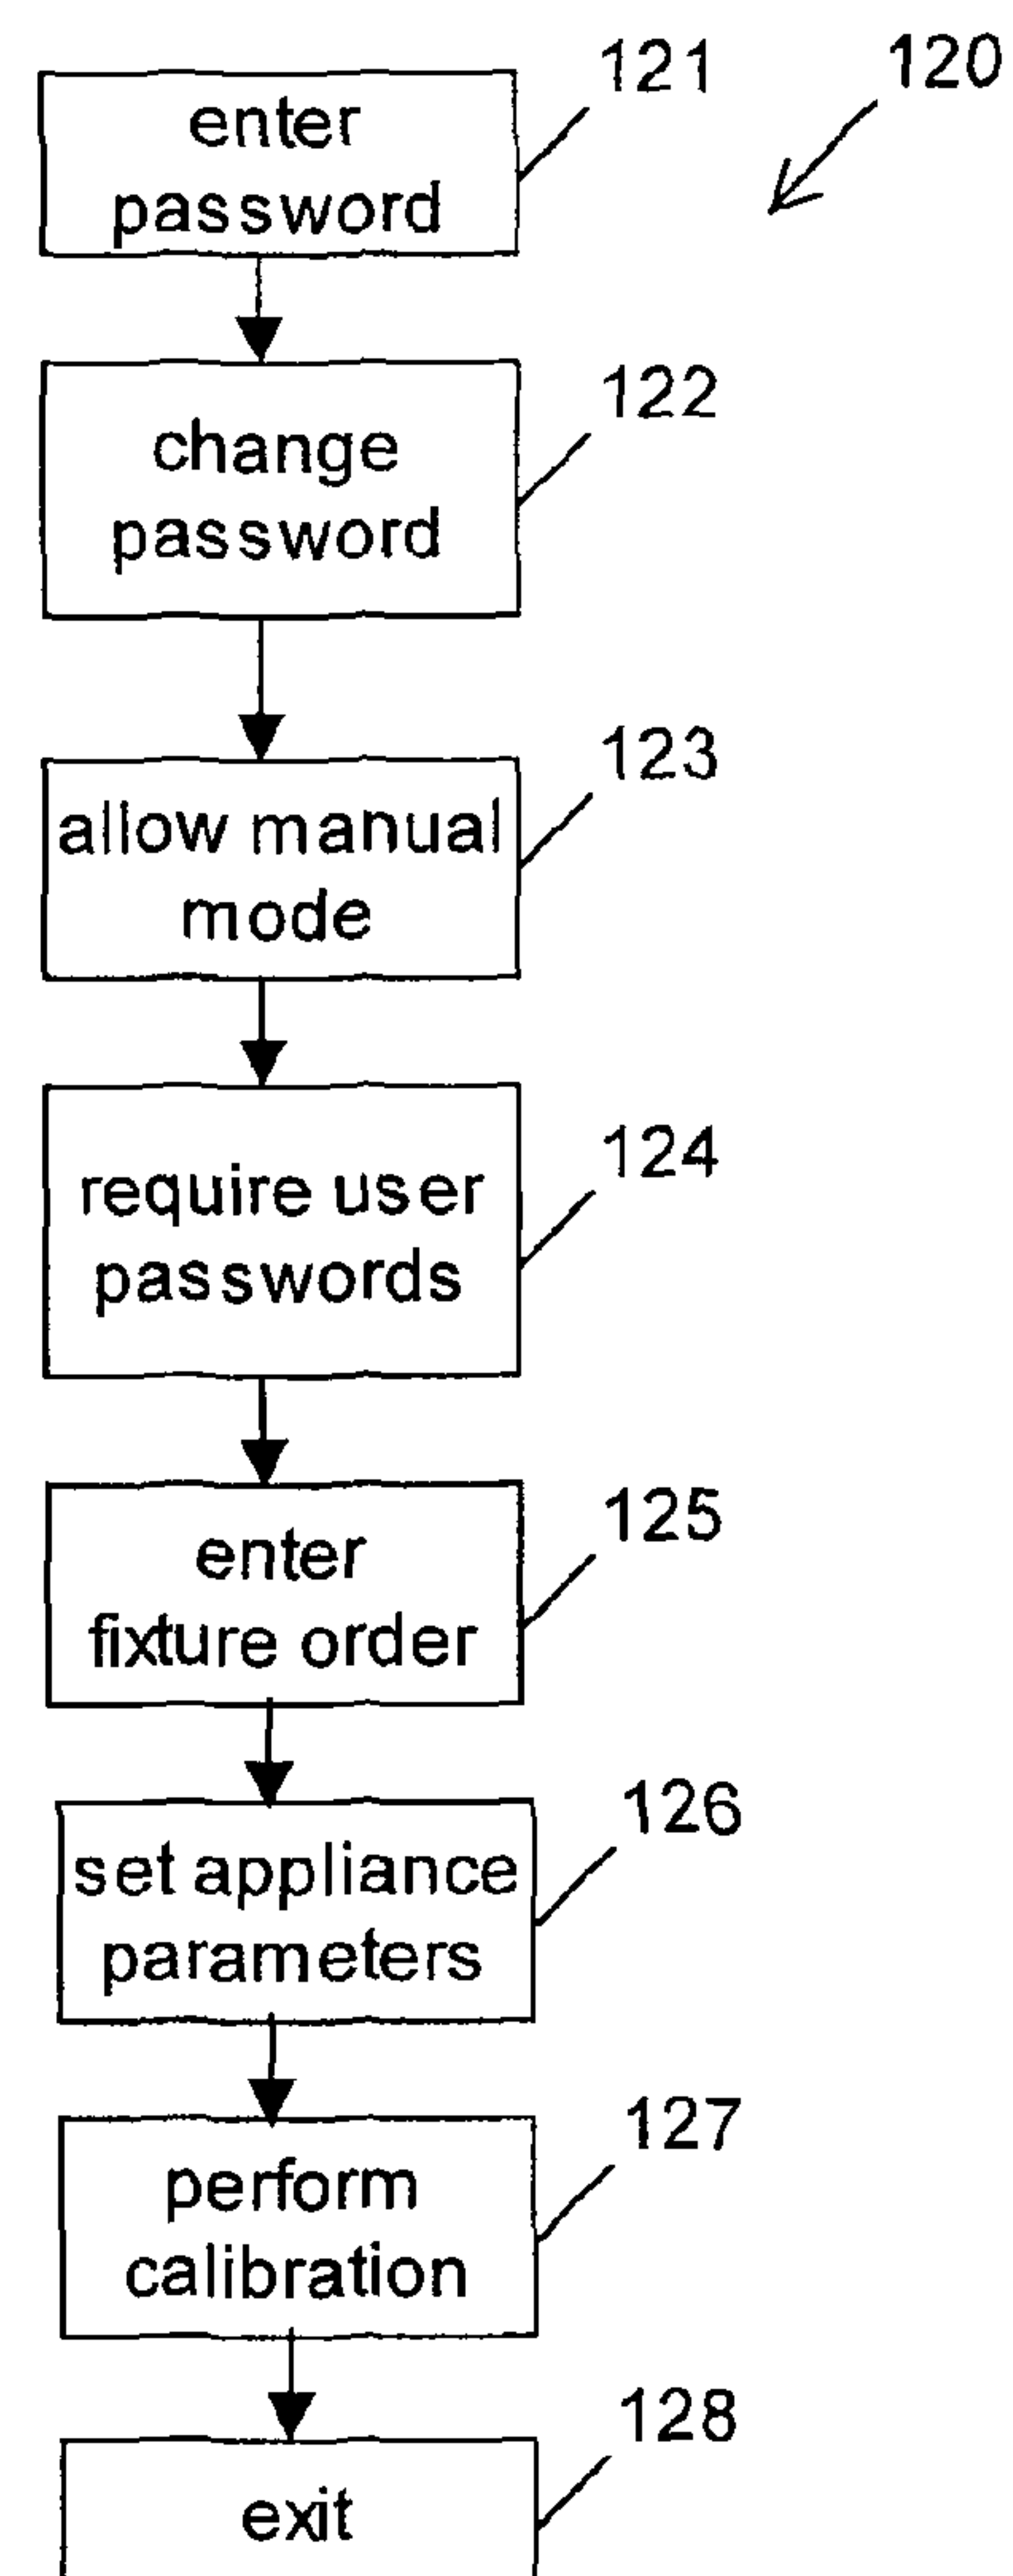 120
121
enter
password
122
change
password
123
allow manual
mode
124
require user
passwords
125
enter
fixture order
126
set appliance
parameters
127
perform
calibration
128
exit